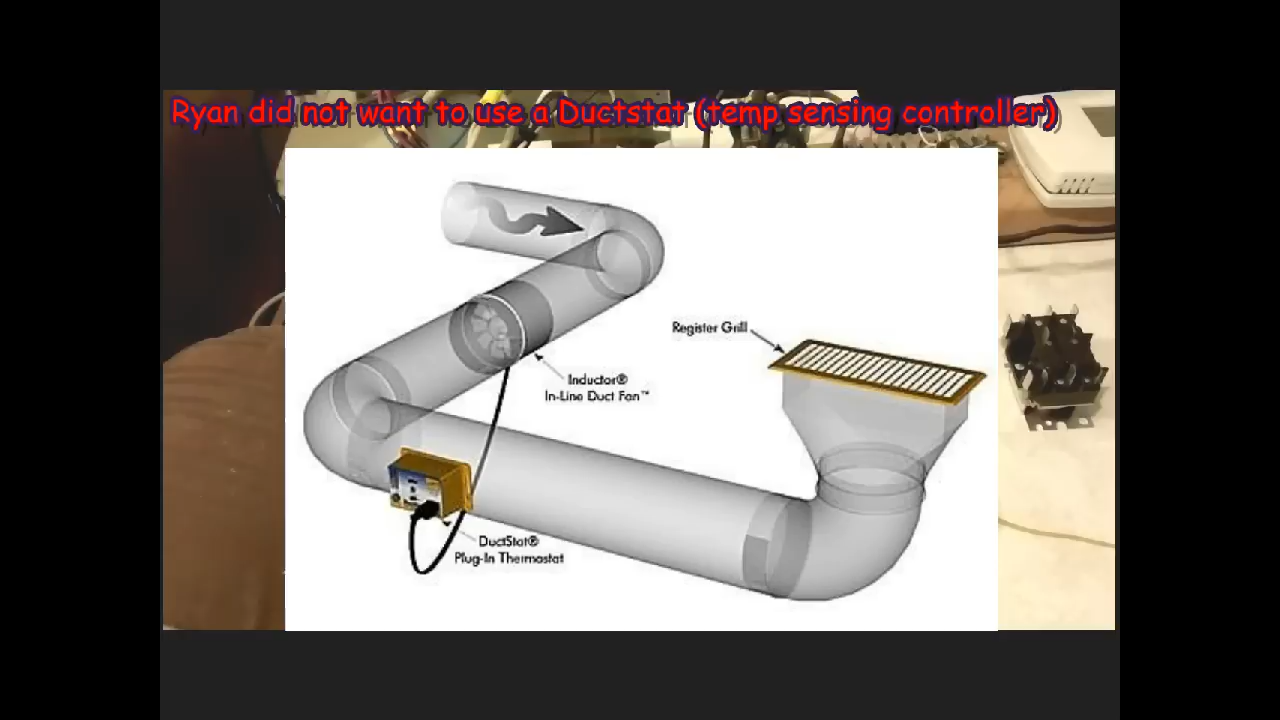 Ryan did not want to use a Ductstat (temp sensing controller)
Register Grill
Inductor®
In-Line Duct Fan™
DuctStat®
Plug-In Thermostat